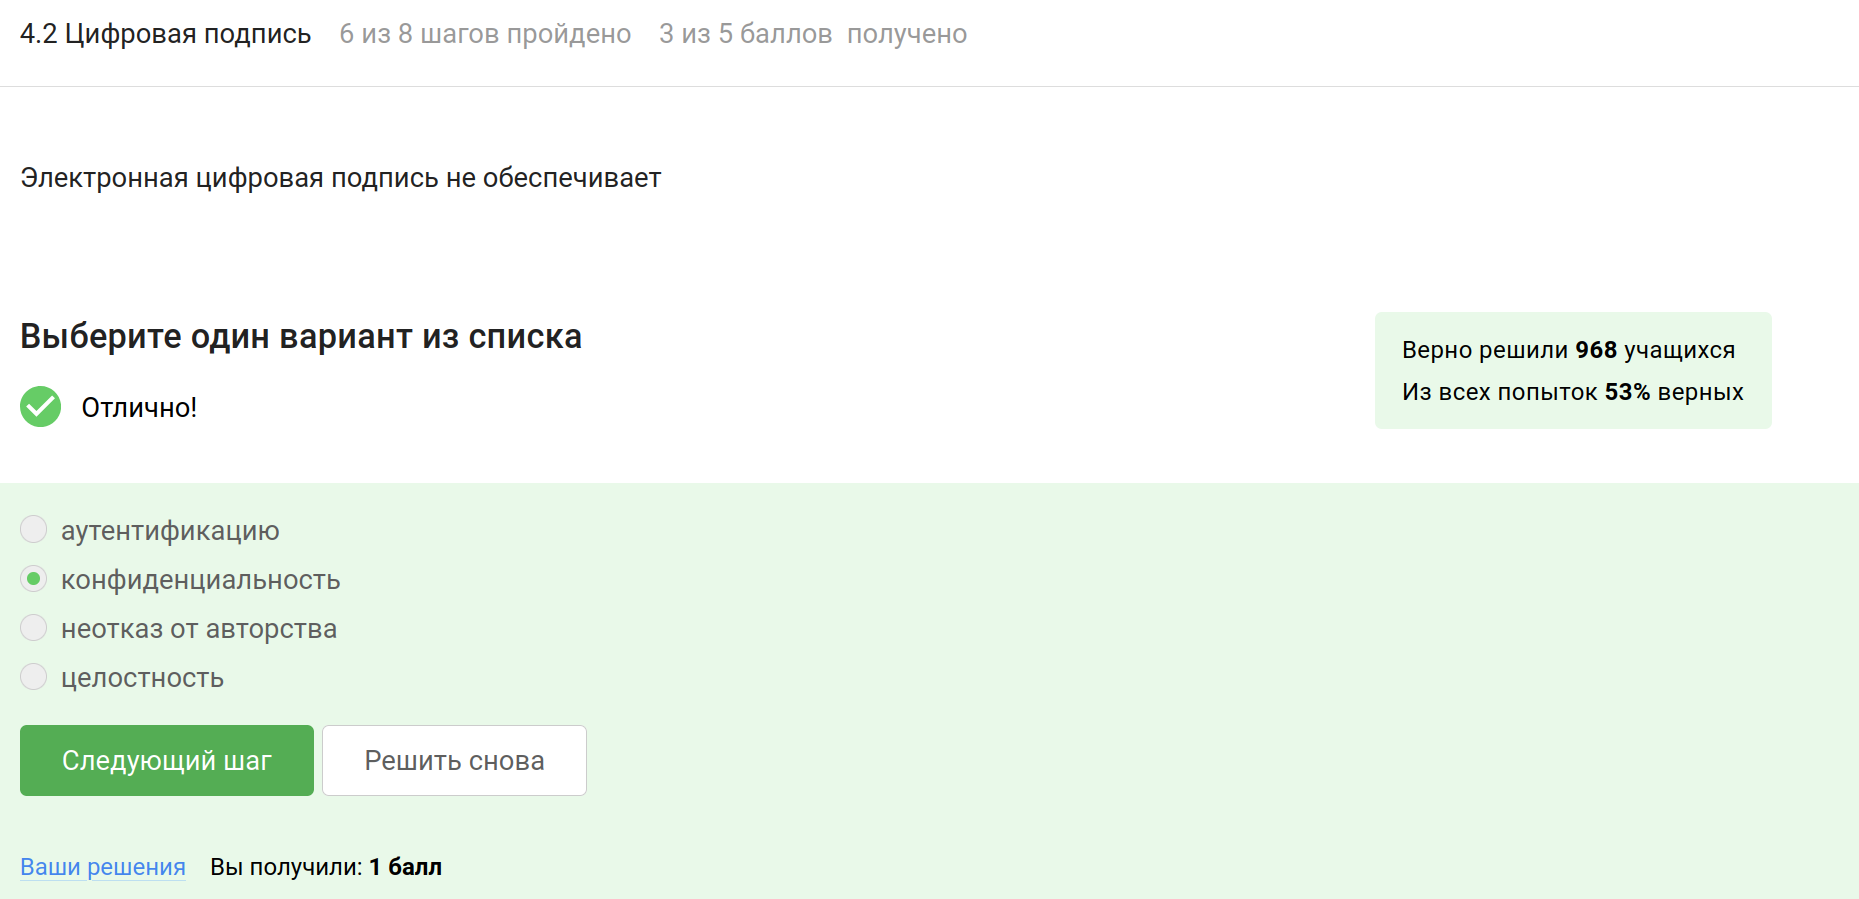 4.2 Цифровая подпись 6 из 8 шагов пройдено 3 из 5 баллов получено
Электронная цифровая подпись не обеспечивает
Выберите один вариант из списка
Верно решили 968 учащихся
Из всех попыток 53% верных
Отлично!
аутентификацию
конфиденциальность
неотказ от авторства
целостность
Следующий шаг Решить снова
Ваши решения Вы получили: 1 балл